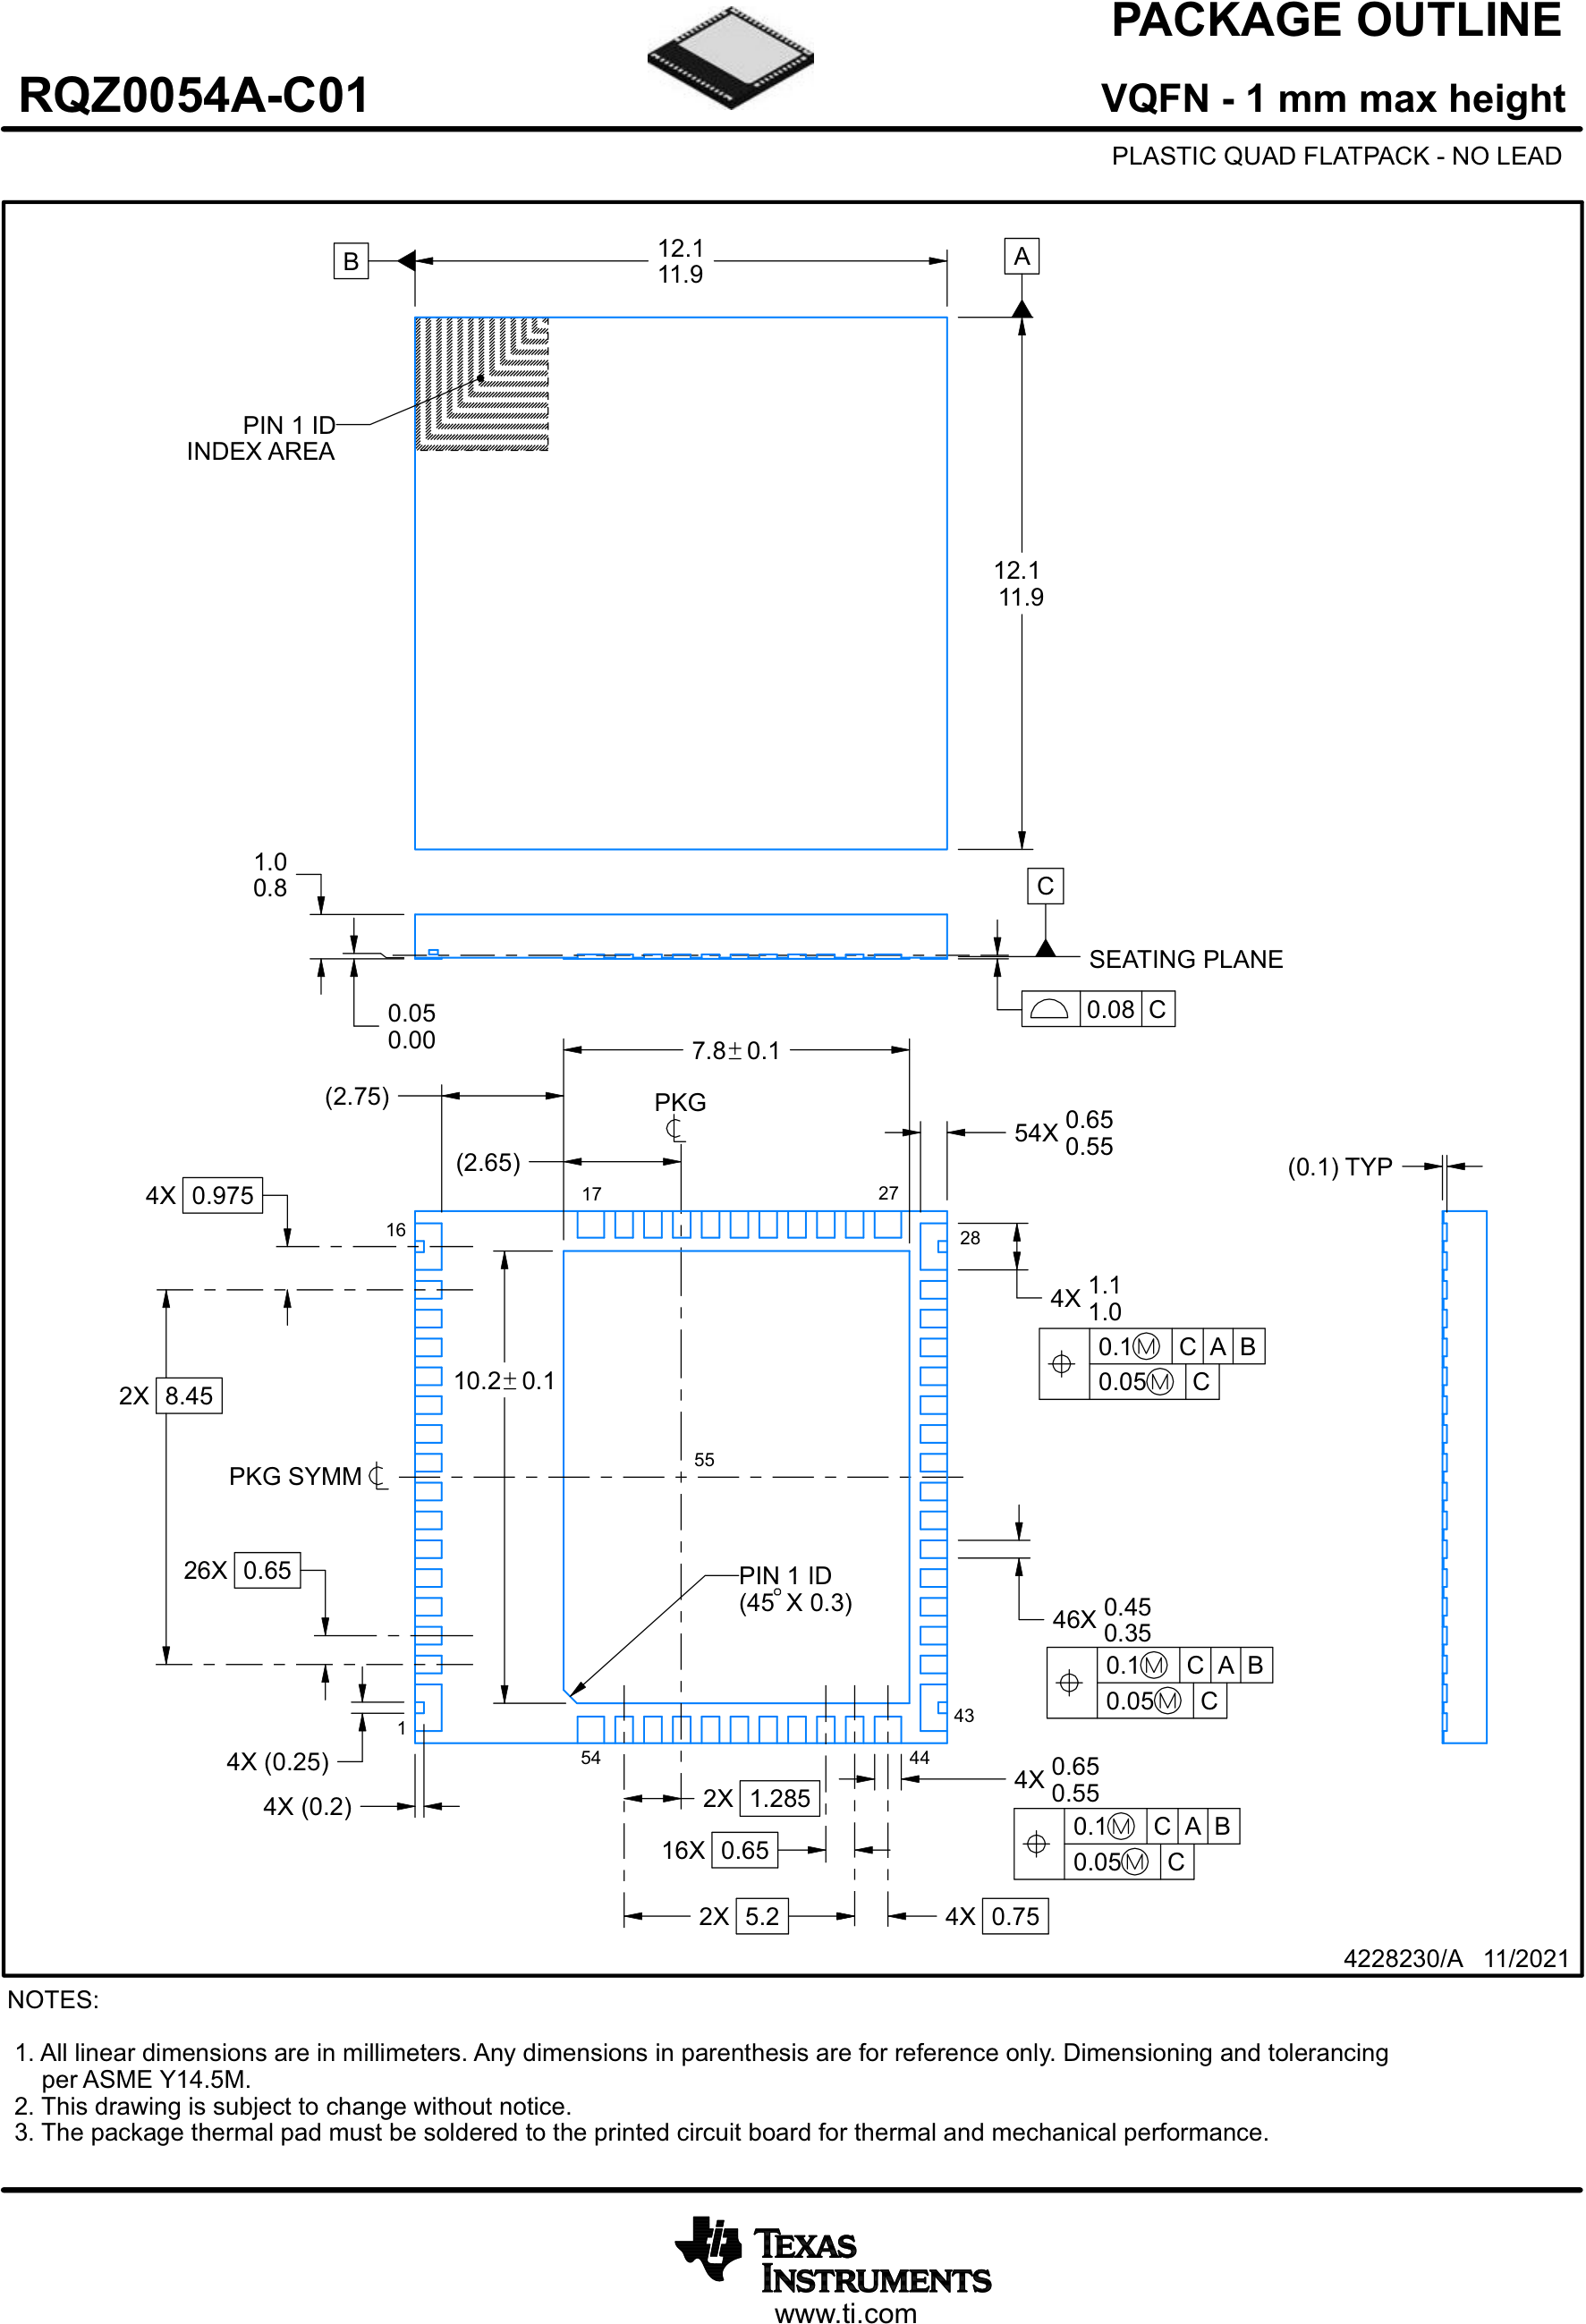 PACKAGE OUTLINE
RQZ0054A-C01
VQFN - 1 mm max height
PLASTIC QUAD FLATPACK - NO LEAD
B
12.1
11.9
A
PIN 1 ID
INDEX AREA
12.1
11.9
1.0
0.8
C
SEATING PLANE
0.08 C
0.05
0.00
7.8± 0.1
(2.75)
PKG
℄
54X 0.65
0.55
(2.65)
(0.1) TYP
4X 0.975
17
27
16
28
4X 1.1
1.0
0.1Ⓜ C A B
0.05Ⓜ C
10.2± 0.1
2X 8.45
55
PKG SYMM ℄
26X 0.65
PIN 1 ID
(45° X 0.3)
46X 0.45
0.35
0.1Ⓜ C A B
0.05Ⓜ C
1
43
54
44
4X (0.25)
4X (0.2)
2X 1.285
4X 0.65
0.55
0.1Ⓜ C A B
0.05Ⓜ C
16X 0.65
2X 5.2
4X 0.75
4228230/A 11/2021
NOTES:
1. All linear dimensions are in millimeters. Any dimensions in parenthesis are for reference only. Dimensioning and tolerancing
per ASME Y14.5M.
2. This drawing is subject to change without notice.
3. The package thermal pad must be soldered to the printed circuit board for thermal and mechanical performance.
TEXAS
INSTRUMENTS
www.ti.com